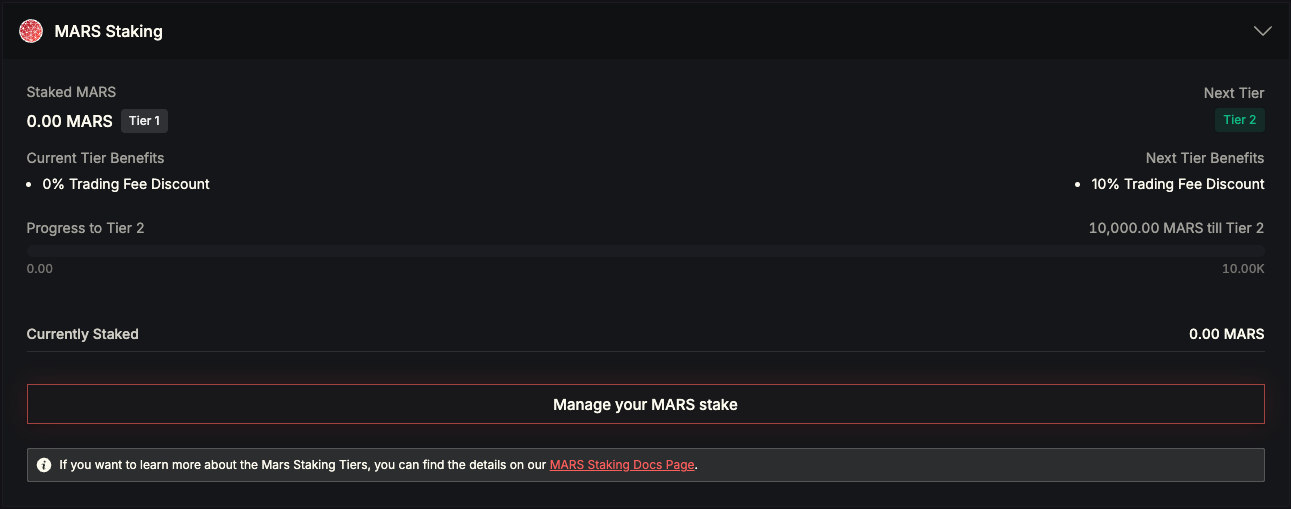 MARS Staking
Staked MARS
Next Tier
0.00 MARS Tier 1
Tier 2
Current Tier Benefits
Next Tier Benefits
• 0% Trading Fee Discount
• 10% Trading Fee Discount
Progress to Tier 2
10,000.00 MARS till Tier 2
0.00
10.00K
Currently Staked
0.00 MARS
Manage your MARS stake
If you want to learn more about the Mars Staking Tiers, you can find the details on our MARS Staking Docs Page.